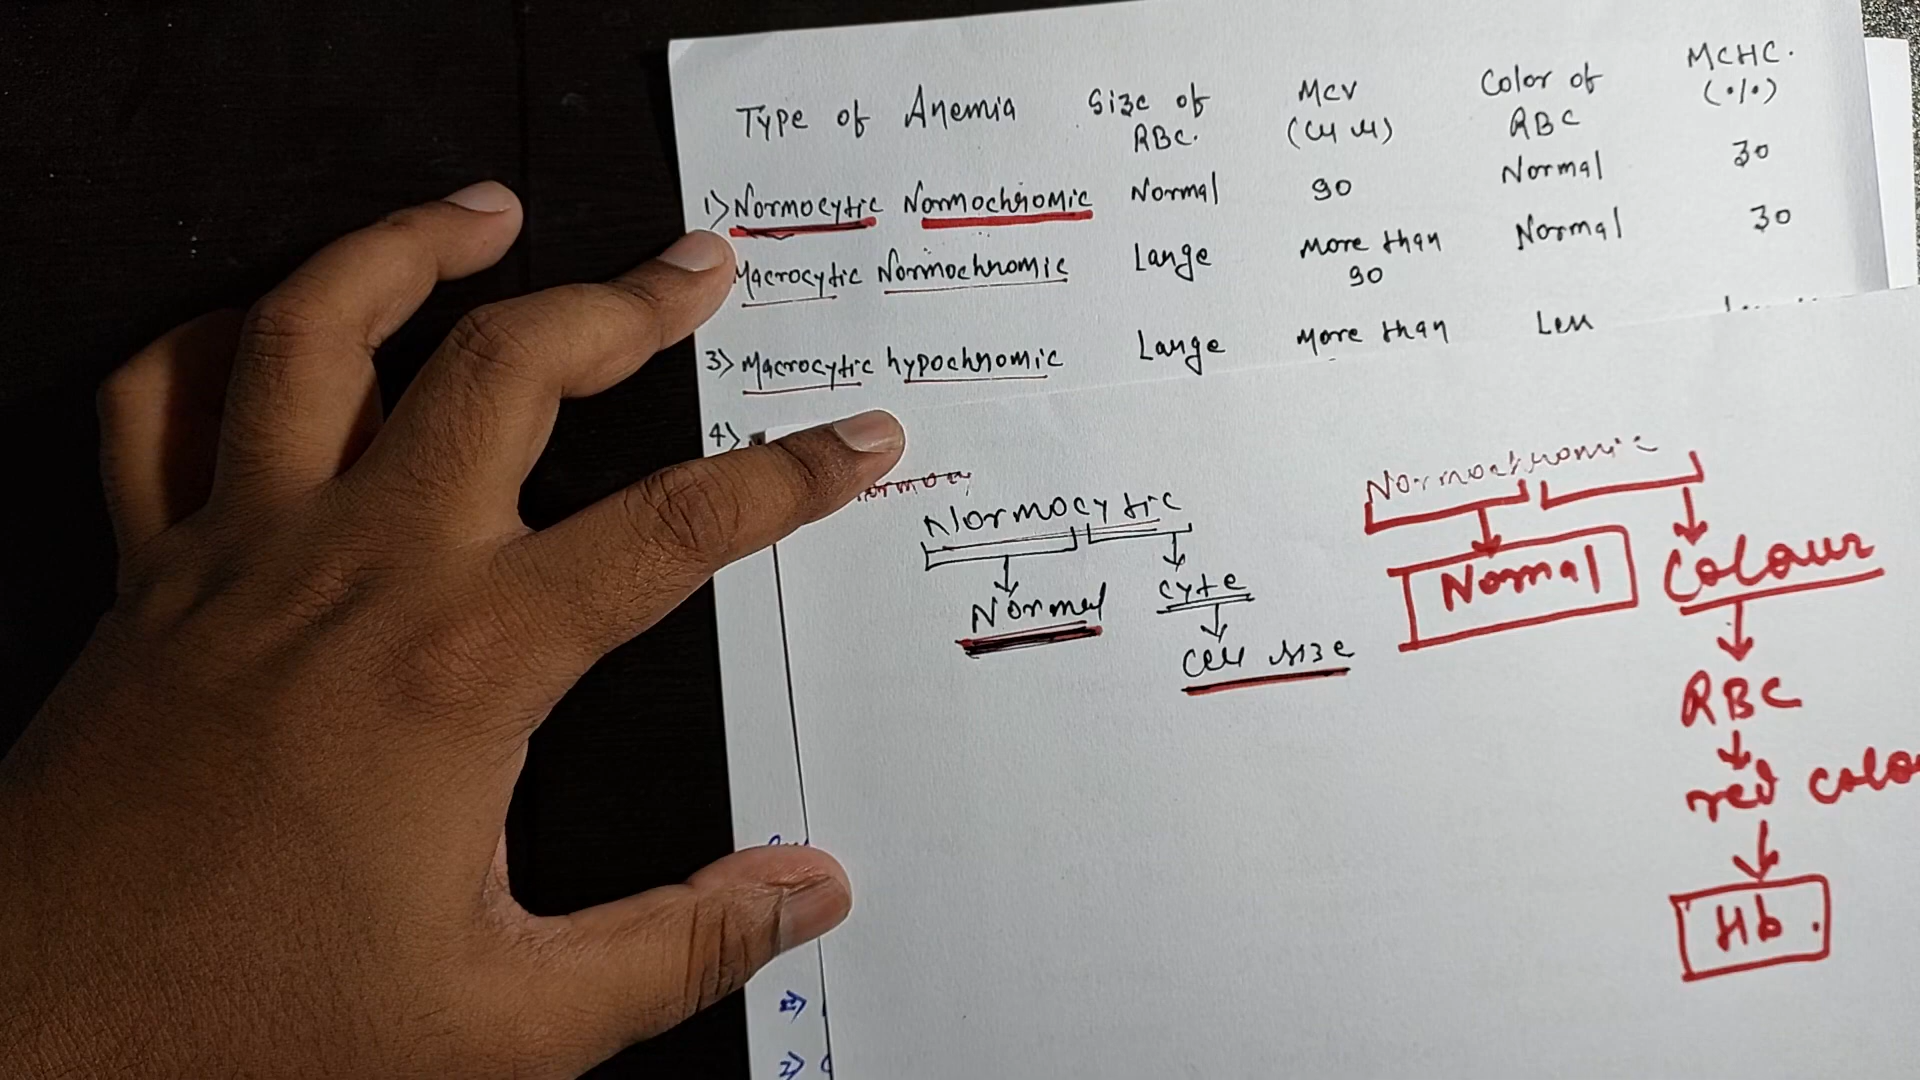 Type of Anemia Size of RBC. MCV (cu u) Color of RBC MCHC. (%)
1) Normocytic Normochromic Normal 90 Normal 30
Macrocytic Normochromic Large More than 90 Normal 30
3) Macrocytic hypochromic Large More than Less
4)
Normocytic
Normal
cyte
Cell size
Normochromic
Normal
Colour
RBC
red colo
Hb.
2)